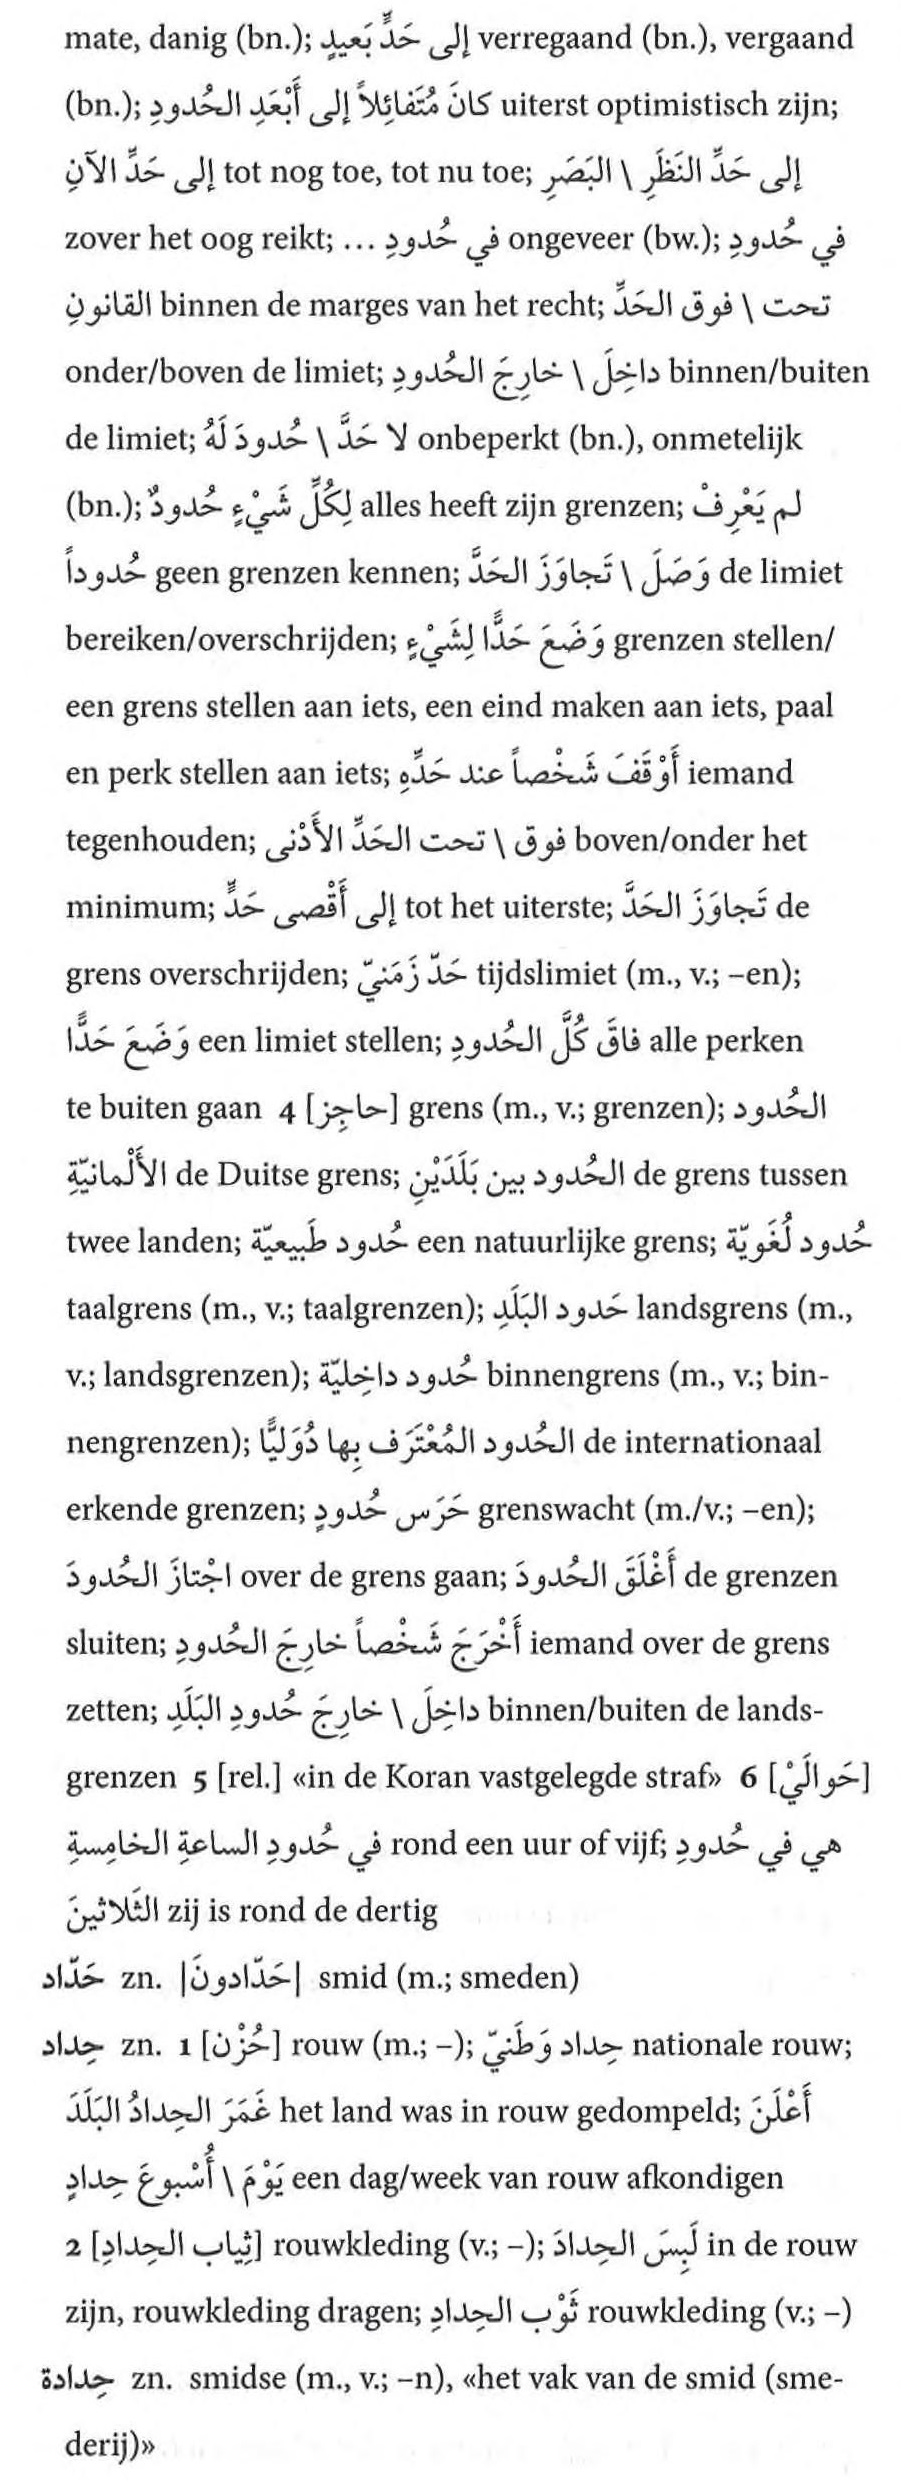 mate, danig (bn.); إلى حَدٍّ بَعيدٍ verregaand (bn.), vergaand
(bn.); كانَ مُتَفائِلاً إلى أَبْعَدِ الحُدودِ uiterst optimistisch zijn;
إلى حَدِّ الآنِ tot nog toe, tot nu toe; إلى حَدِّ النَظَرِ \ البَصَرِ
zover het oog reikt; في حُدودِ ... ongeveer (bw.); في حُدودِ
القانونِ binnen de marges van het recht; تحت \ فوق الحَدِّ
onder/boven de limiet; داخِلَ \ خارِجَ الحُدودِ binnen/buiten
de limiet; لا حَدَّ \ حُدودَ لَهُ onbeperkt (bn.), onmetelijk
(bn.); لِكُلِّ شَيْءٍ حُدودٌ alles heeft zijn grenzen; لم يَعْرِفْ
حُدوداً geen grenzen kennen; وَصَلَ \ تَجاوَزَ الحَدَّ de limiet
bereiken/overschrijden; وَضَعَ حَدًّا لِشَيْءٍ grenzen stellen/
een grens stellen aan iets, een eind maken aan iets, paal
en perk stellen aan iets; أَوْقَفَ شَخْصاً عند حَدِّهِ iemand
tegenhouden; فوق \ تحت الحَدِّ الأَدْنى boven/onder het
minimum; إلى أَقْصى حَدٍّ tot het uiterste; تَجاوَزَ الحَدَّ de
grens overschrijden; حَدّ زَمَنيّ tijdslimiet (m., v.; –en);
وَضَعَ حَدًّا een limiet stellen; فاقَ كُلَّ الحُدودِ alle perken
te buiten gaan 4 [حاجِز] grens (m., v.; grenzen); الحُدود
الأَلْمانيّةِ de Duitse grens; الحُدود بين بَلَدَيْنِ de grens tussen
twee landen; حُدود طَبيعيّة een natuurlijke grens; حُدود لُغَويّة
taalgrens (m., v.; taalgrenzen); حَدود البَلَدِ landsgrens (m.,
v.; landsgrenzen); حُدود داخِليّة binnengrens (m., v.; bin-
nengrenzen); الحُدود المُعْتَرَف بِها دُوَليًّا de internationaal
erkende grenzen; حَرَس حُدودٍ grenswacht (m./v.; –en);
اجْتازَ الحُدودَ over de grens gaan; أَغْلَقَ الحُدودَ de grenzen
sluiten; أَخْرَجَ شَخْصاً خارِجَ الحُدودِ iemand over de grens
zetten; داخِلَ \ خارِجَ حُدودِ البَلَدِ binnen/buiten de lands-
grenzen 5 [rel.] «in de Koran vastgelegde straf» 6 [حَوالَيْ]
في حُدودِ الساعةِ الخامِسةِ rond een uur of vijf; هي في حُدودِ
الثَلاثينَ zij is rond de dertig
حَدّاد zn. |حَدّادونَ| smid (m.; smeden)
حِداد zn. 1 [حُزْن] rouw (m.; –); حِداد وَطَنيّ nationale rouw;
غَمَرَ الحِدادُ البَلَدَ het land was in rouw gedompeld; أَعْلَنَ
يَوْمَ \ أُسْبوعَ حِدادٍ een dag/week van rouw afkondigen
2 [ثِياب الحِدادِ] rouwkleding (v.; –); لَبِسَ الحِدادَ in de rouw
zijn, rouwkleding dragen; ثَوْب الحِدادِ rouwkleding (v.; –)
حِدادة zn. smidse (m., v.; –n), «het vak van de smid (sme-
derij)»